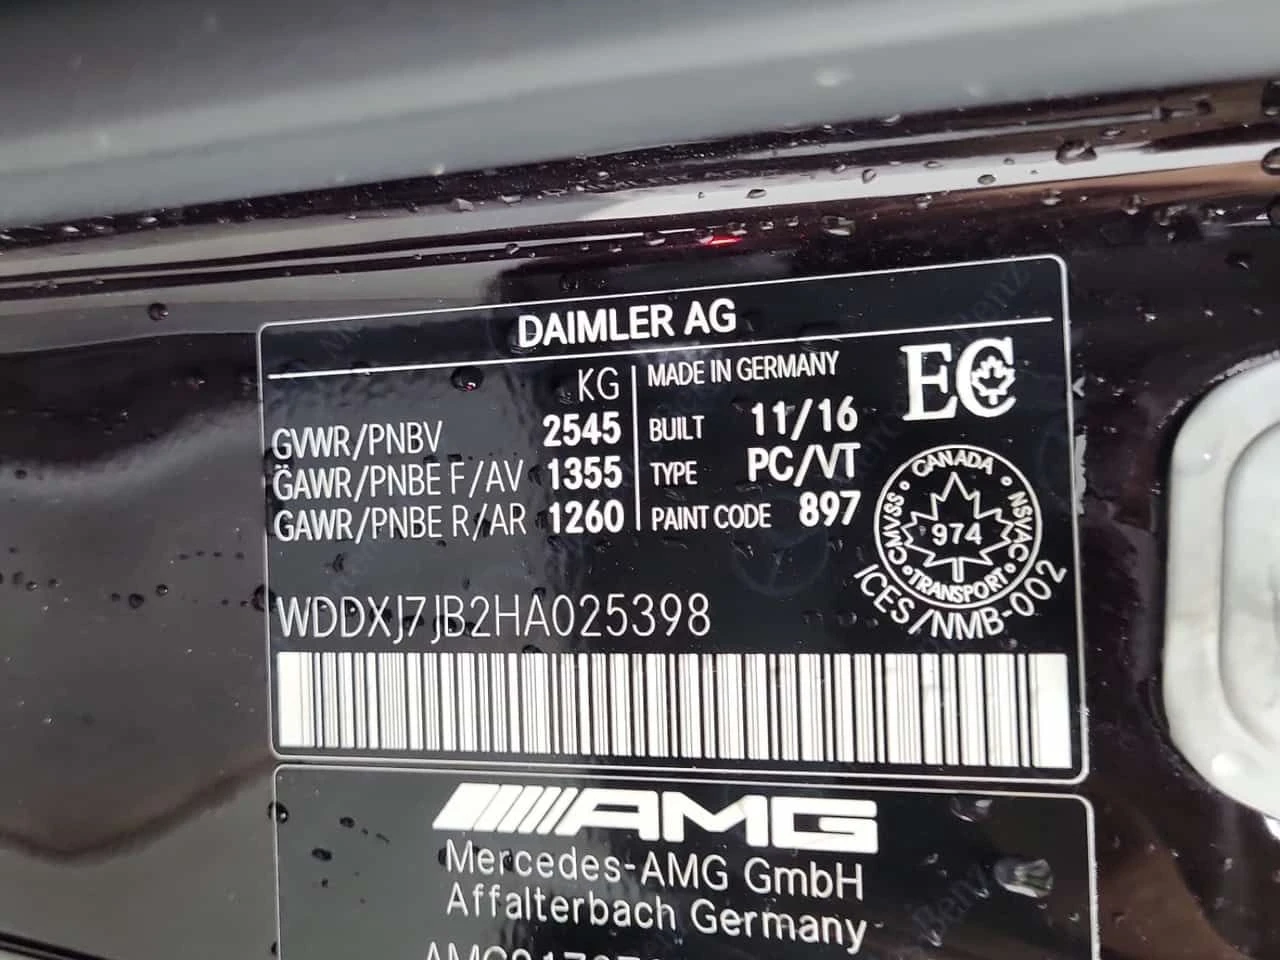 DAIMLER AG
KG
GVWR/PNBV 2545
GAWR/PNBE F/AV 1355
GAWR/PNBE R/AR 1260
MADE IN GERMANY
BUILT 11/16
TYPE PC/VT
PAINT CODE 897
EC
CANADA
CMVSS • NSVAC
974
TRANSPORT
ICES/NMB-002
WDDXJ7JB2HA025398
AMG
Mercedes-AMG GmbH
Affalterbach Germany